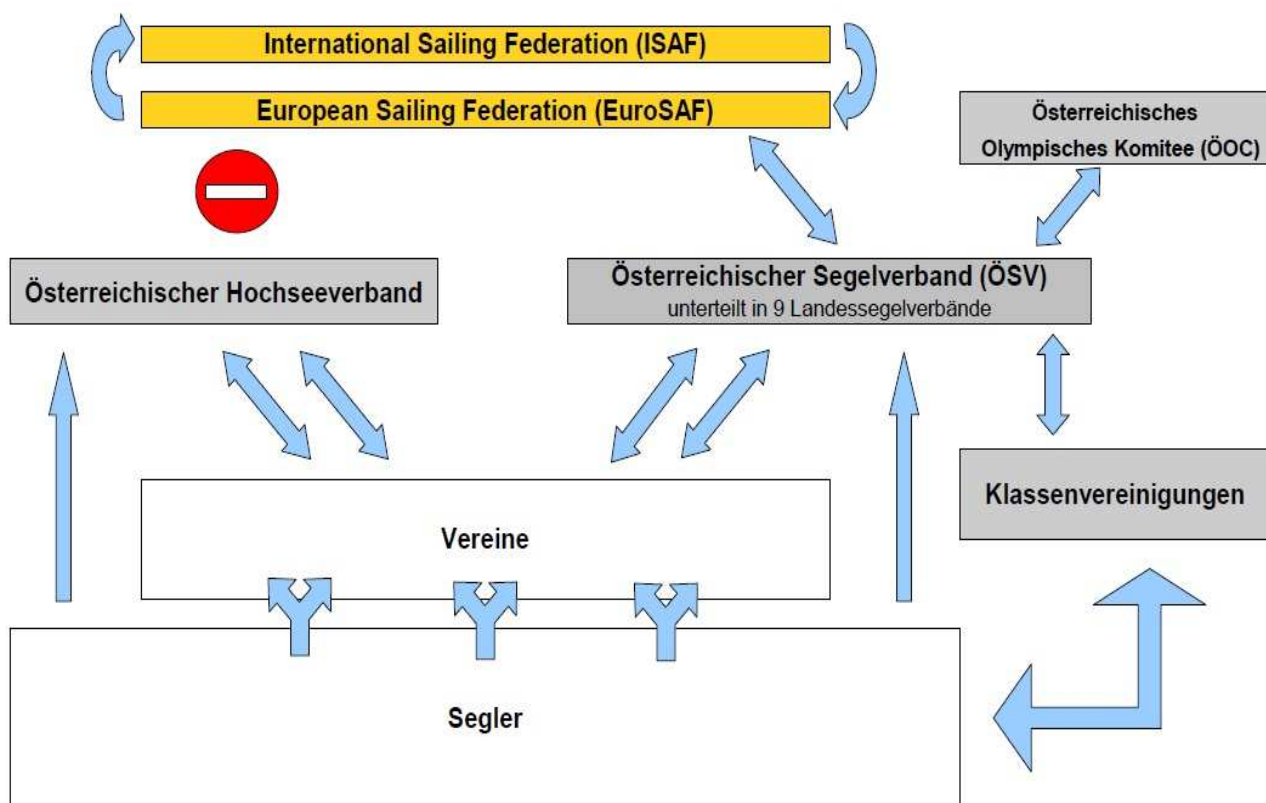 International Sailing Federation (ISAF)
European Sailing Federation (EuroSAF)
Österreichisches
Olympisches Komitee (ÖOC)
Österreichischer Hochseeverband
Österreichischer Segelverband (ÖSV)
unterteilt in 9 Landessegelverbände
Klassenvereinigungen
Vereine
Segler